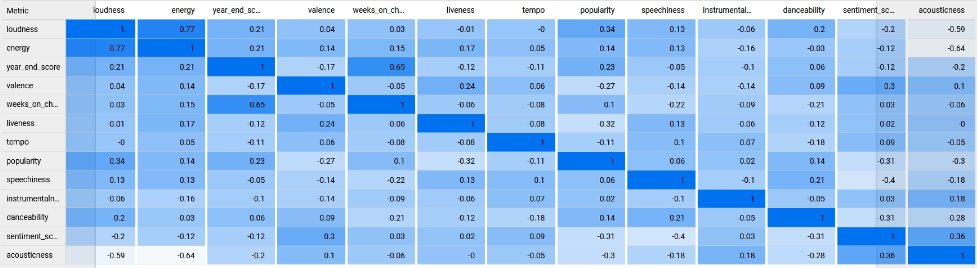 Metric loudness energy year_end_sc... valence weeks_on_ch... liveness tempo popularity speechiness instrumental... danceability sentiment_sc... acousticness
loudness 1 0.77 0.21 0.04 0.03 -0.01 -0 0.34 0.13 -0.06 0.2 -0.2 -0.59
energy 0.77 1 0.14 0.14 0.15 0.17 0.05 0.14 0.13 -0.16 -0.03 -0.12 -0.64
year_end_score 0.21 0.21 1 -0.17 0.65 -0.12 -0.11 0.23 -0.05 -0.1 0.06 -0.12 -0.2
valence 0.04 0.14 -0.17 1 -0.05 0.24 0.06 -0.27 -0.14 -0.14 0.09 0.3 0.1
weeks_on_ch... 0.03 0.15 0.65 -0.05 1 -0.06 -0.08 0.1 -0.22 -0.09 -0.21 0.03 -0.06
liveness -0.01 0.17 -0.12 0.24 -0.06 1 -0.08 -0.32 0.13 -0.06 -0.12 0.02 -0
tempo -0 0.05 -0.11 0.06 -0.08 -0.08 1 -0.11 0.1 0.07 -0.18 0.09 -0.05
popularity 0.34 0.14 0.23 -0.27 0.1 -0.32 -0.11 1 0.06 0.02 0.14 -0.31 -0.3
speechiness 0.13 0.13 -0.05 -0.14 -0.22 0.13 0.1 0.06 1 -0.1 0.21 -0.4 -0.18
instrumentaln... -0.06 -0.16 -0.1 -0.14 -0.09 -0.06 0.07 0.02 -0.1 1 -0.05 0.03 0.18
danceability 0.2 -0.03 0.06 0.09 -0.21 -0.12 -0.18 0.14 0.21 -0.05 1 -0.31 -0.28
sentiment_sc... -0.2 -0.12 -0.12 0.3 0.03 0.02 0.09 -0.31 -0.4 0.03 -0.31 1 0.36
acousticness -0.59 -0.64 -0.2 0.1 -0.06 -0 -0.05 -0.3 -0.18 0.18 -0.28 0.36 1